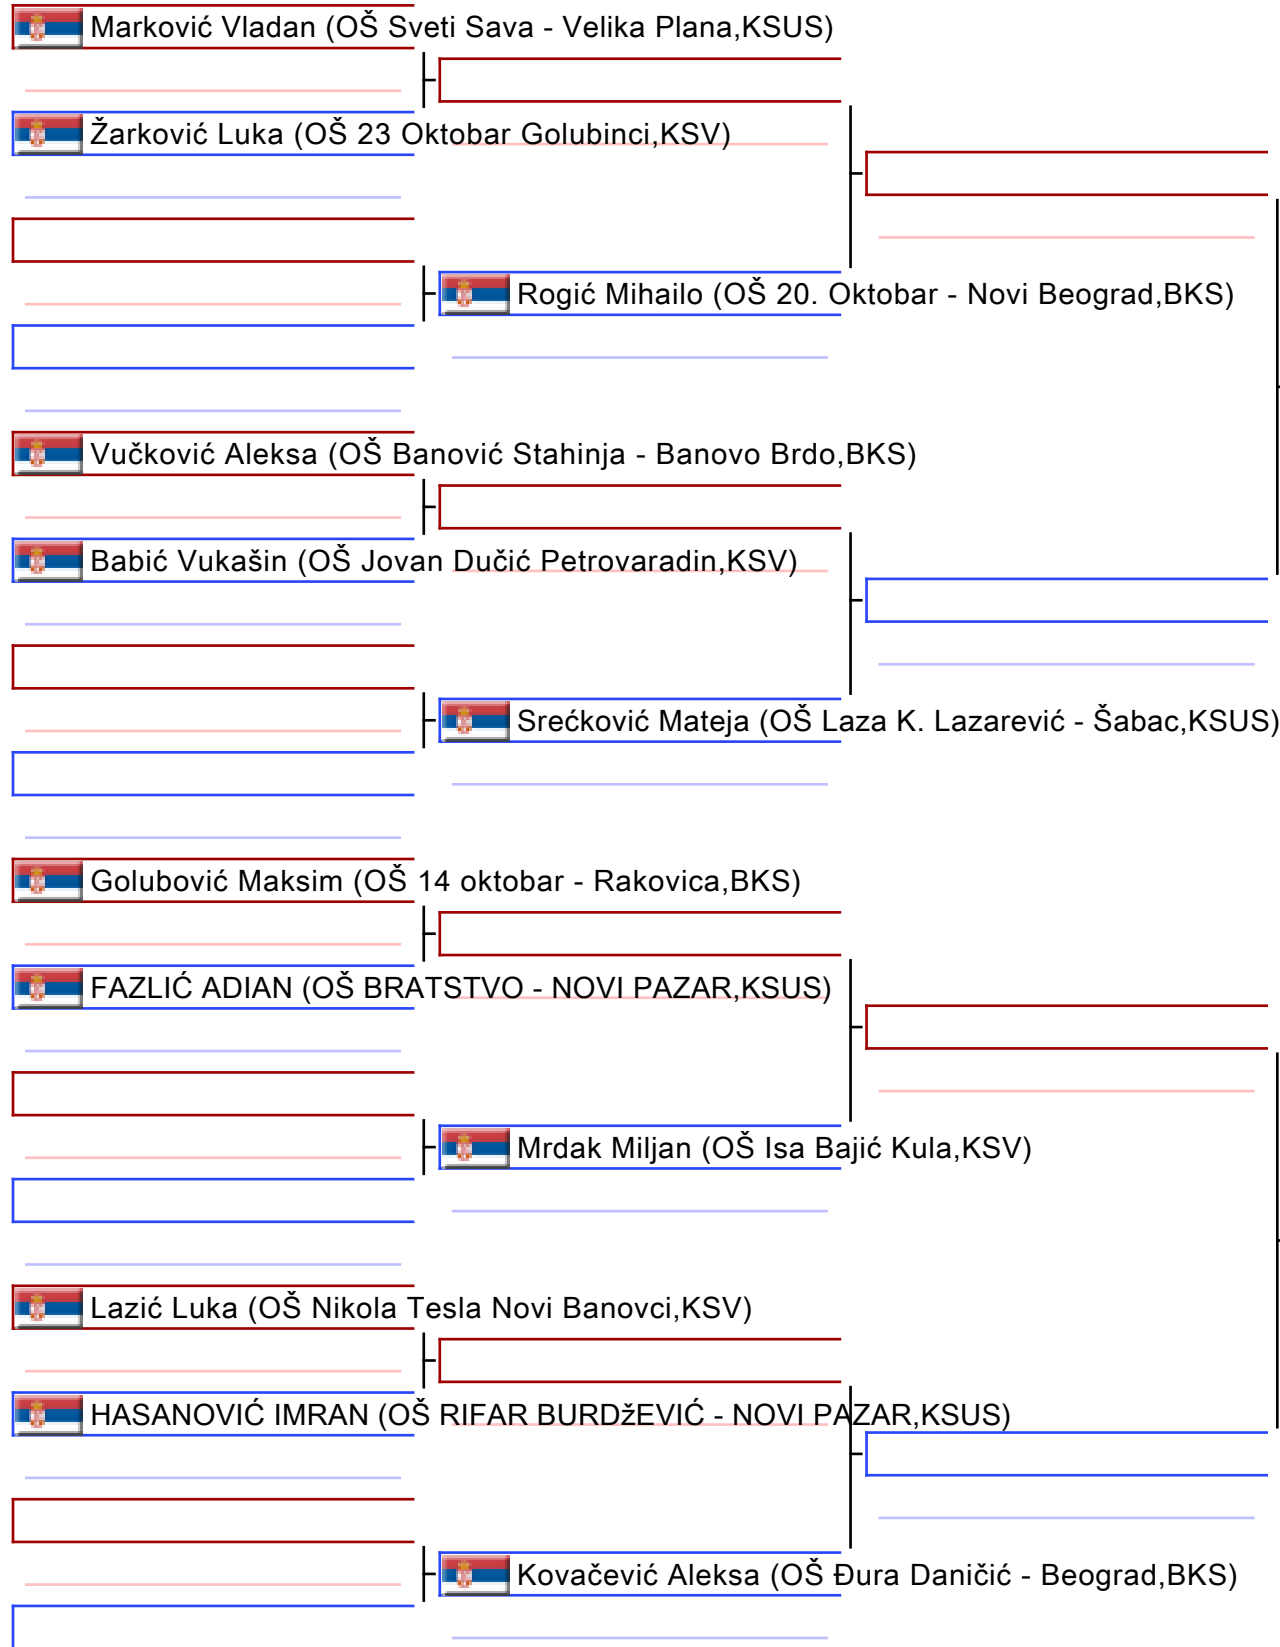 Marković Vladan (OŠ Sveti Sava - Velika Plana,KSUS)
Žarković Luka (OŠ 23 Oktobar Golubinci,KSV)
Rogić Mihailo (OŠ 20. Oktobar - Novi Beograd,BKS)
Vučković Aleksa (OŠ Banović Stahinja - Banovo Brdo,BKS)
Babić Vukašin (OŠ Jovan Dučić Petrovaradin,KSV)
Srećković Mateja (OŠ Laza K. Lazarević - Šabac,KSUS)
Golubović Maksim (OŠ 14 oktobar - Rakovica,BKS)
FAZLIĆ ADIAN (OŠ BRATSTVO - NOVI PAZAR,KSUS)
Mrdak Miljan (OŠ Isa Bajić Kula,KSV)
Lazić Luka (OŠ Nikola Tesla Novi Banovci,KSV)
HASANOVIĆ IMRAN (OŠ RIFAR BURDžEVIĆ - NOVI PAZAR,KSUS)
Kovačević Aleksa (OŠ Đura Daničić - Beograd,BKS)